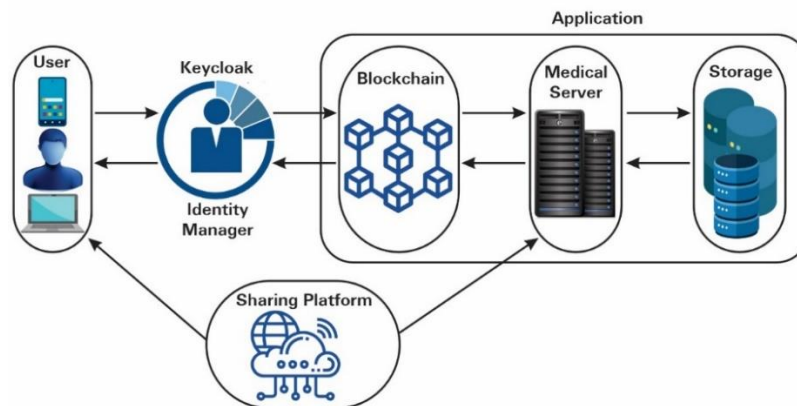 Application
User
Keycloak
Blockchain
Medical
Server
Storage
Identity
Manager
Sharing Platform